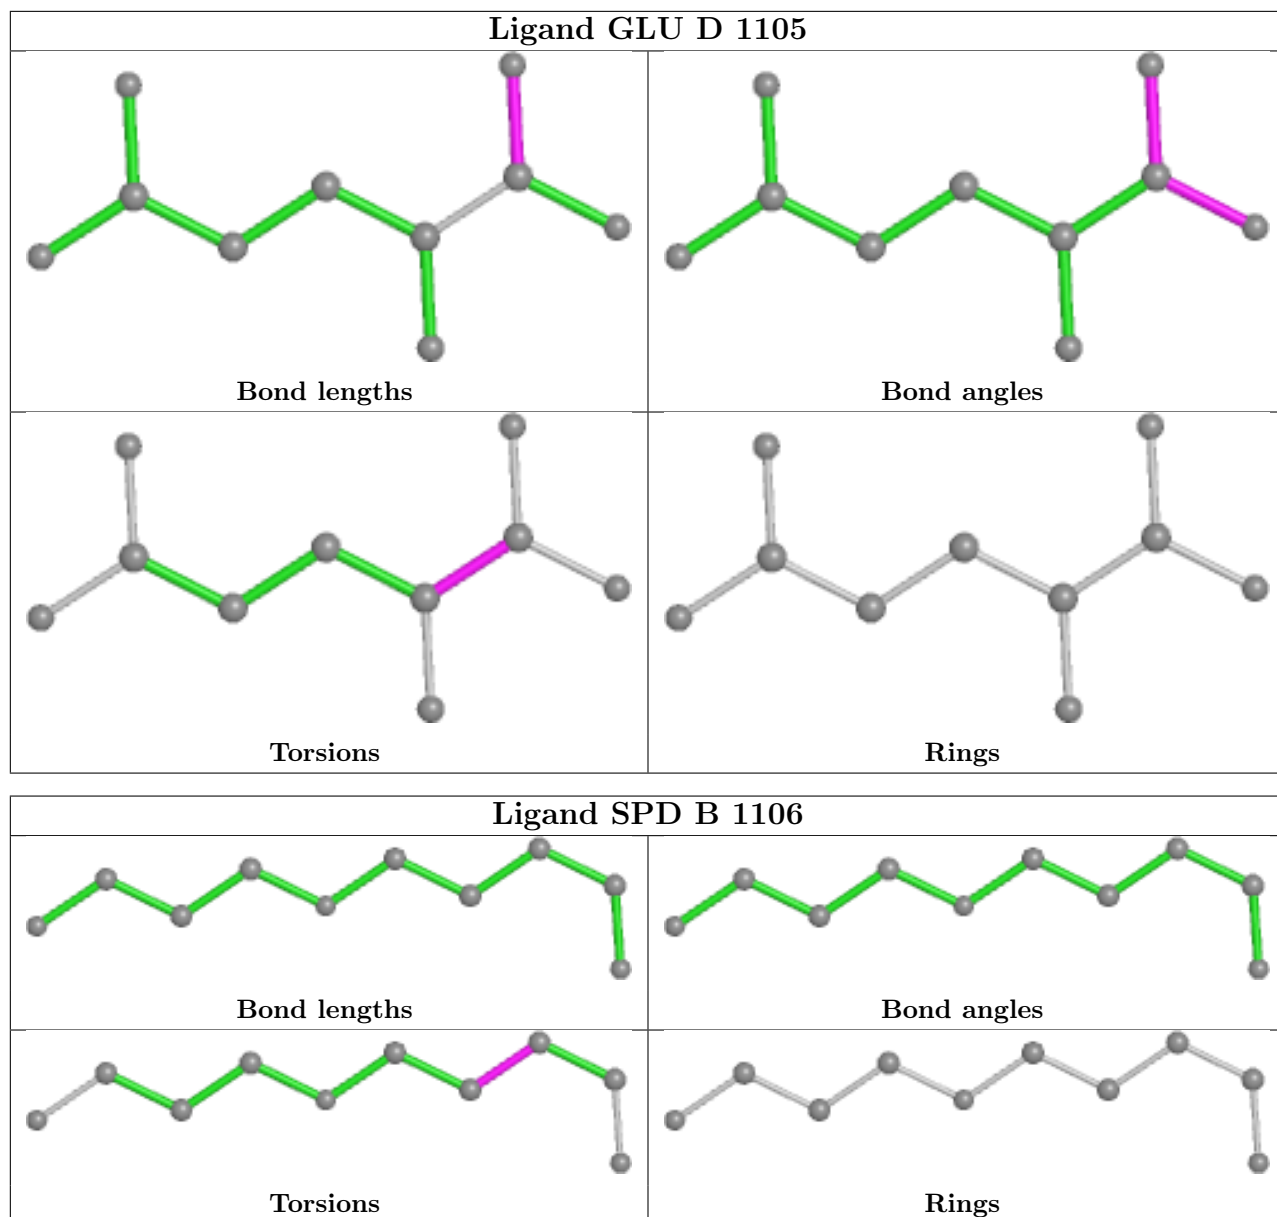 Ligand GLU D 1105
Bond lengths
Bond angles
Torsions
Rings
Ligand SPD B 1106
Bond lengths
Bond angles
Torsions
Rings